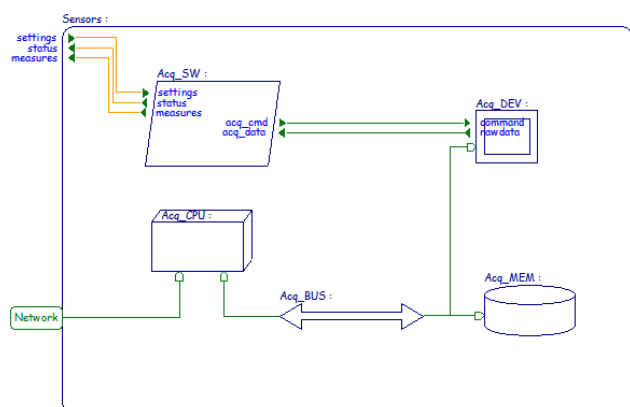 Sensors :
settings
status
measures
Acq_SW :
settings
status
measures
acq_cmd
acq_data
Acq_DEV :
command
rawdata
Acq_CPU :
Acq_BUS :
Acq_MEM :
Network